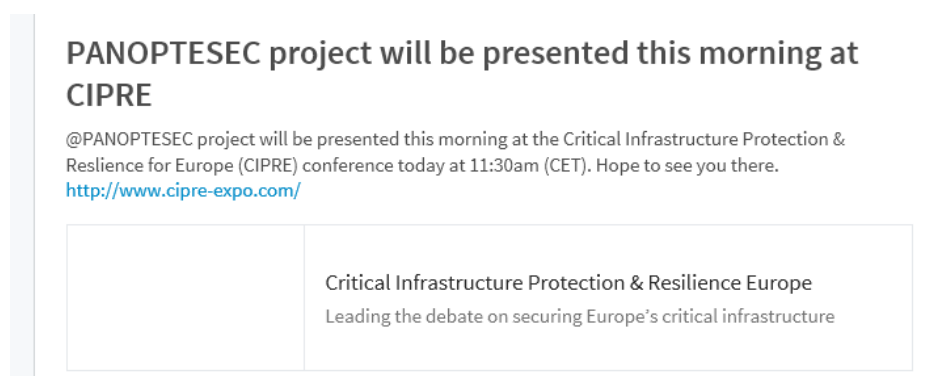 PANOPTESEC project will be presented this morning at
CIPRE
@PANOPTESEC project will be presented this morning at the Critical Infrastructure Protection &
Reslience for Europe (CIPRE) conference today at 11:30am (CET). Hope to see you there.
http://www.cipre-expo.com/
Critical Infrastructure Protection & Resilience Europe
Leading the debate on securing Europe's critical infrastructure